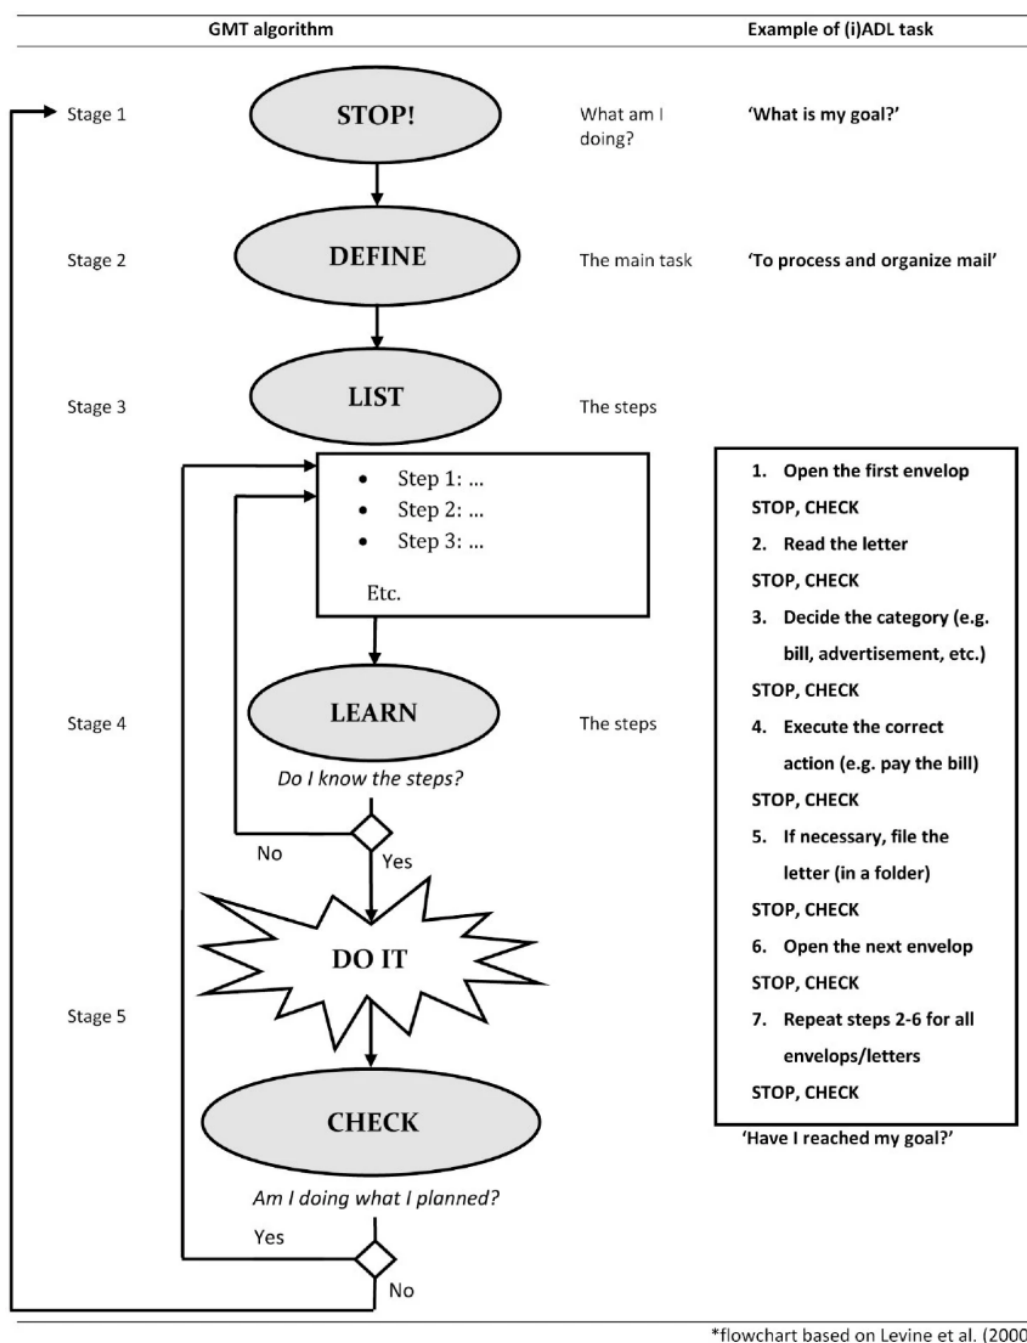 GMT algorithm Example of (i)ADL task
Stage 1 STOP! What am I ‘What is my goal?’
doing?
Stage 2 DEFINE The main task ‘To process and organize mail’
Stage 3 LIST The steps
• Step 1: ...
• Step 2: ...
• Step 3: ...
Etc.
Stage 4 LEARN The steps
Do I know the steps?
No Yes
DO IT
Stage 5
CHECK
Am I doing what I planned?
Yes
No
1. Open the first envelop
STOP, CHECK
2. Read the letter
STOP, CHECK
3. Decide the category (e.g.
bill, advertisement, etc.)
STOP, CHECK
4. Execute the correct
action (e.g. pay the bill)
STOP, CHECK
5. If necessary, file the
letter (in a folder)
STOP, CHECK
6. Open the next envelop
STOP, CHECK
7. Repeat steps 2-6 for all
envelops/letters
STOP, CHECK
‘Have I reached my goal?’
*flowchart based on Levine et al. (2000